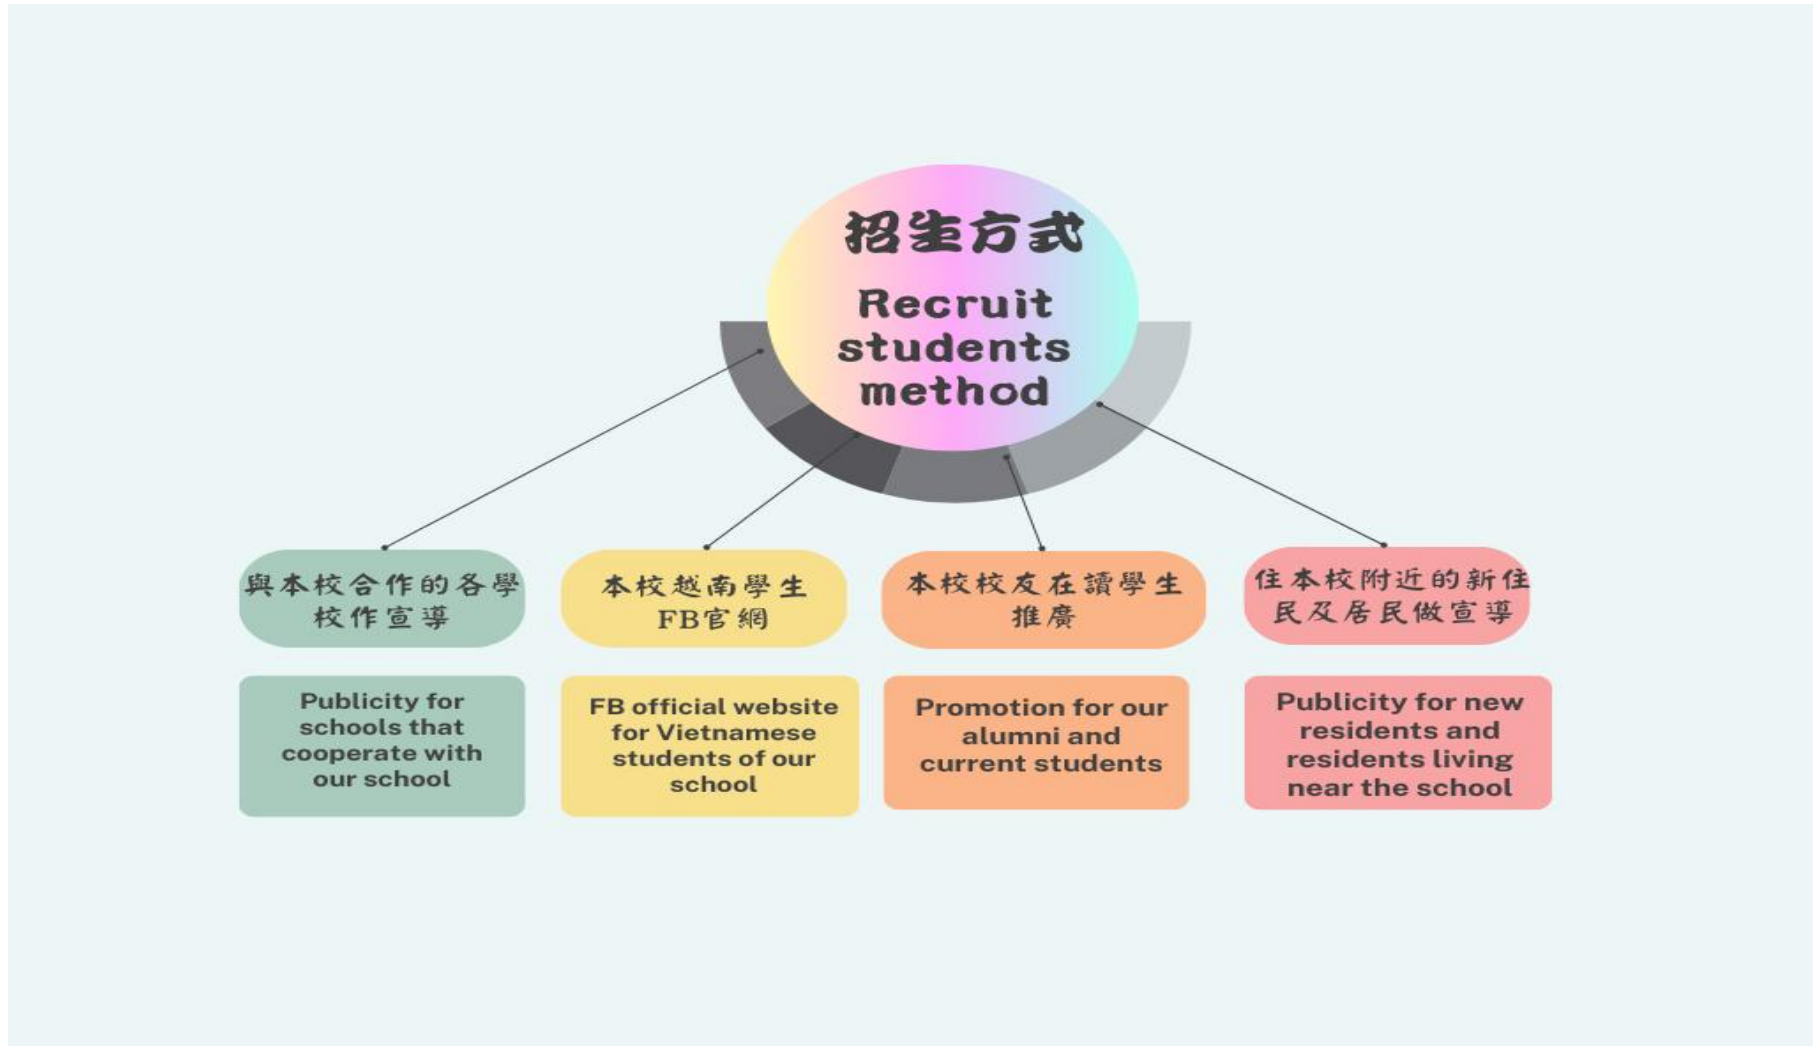 招生方式
Recruit
students
method
與本校合作的各學
校作宣導
本校越南學生
FB官網
本校校友在讀學生
推廣
住本校附近的新住
民及居民做宣導
Publicity for
schools that
cooperate with
our school
FB official website
for Vietnamese
students of our
school
Promotion for our
alumni and
current students
Publicity for new
residents and
residents living
near the school